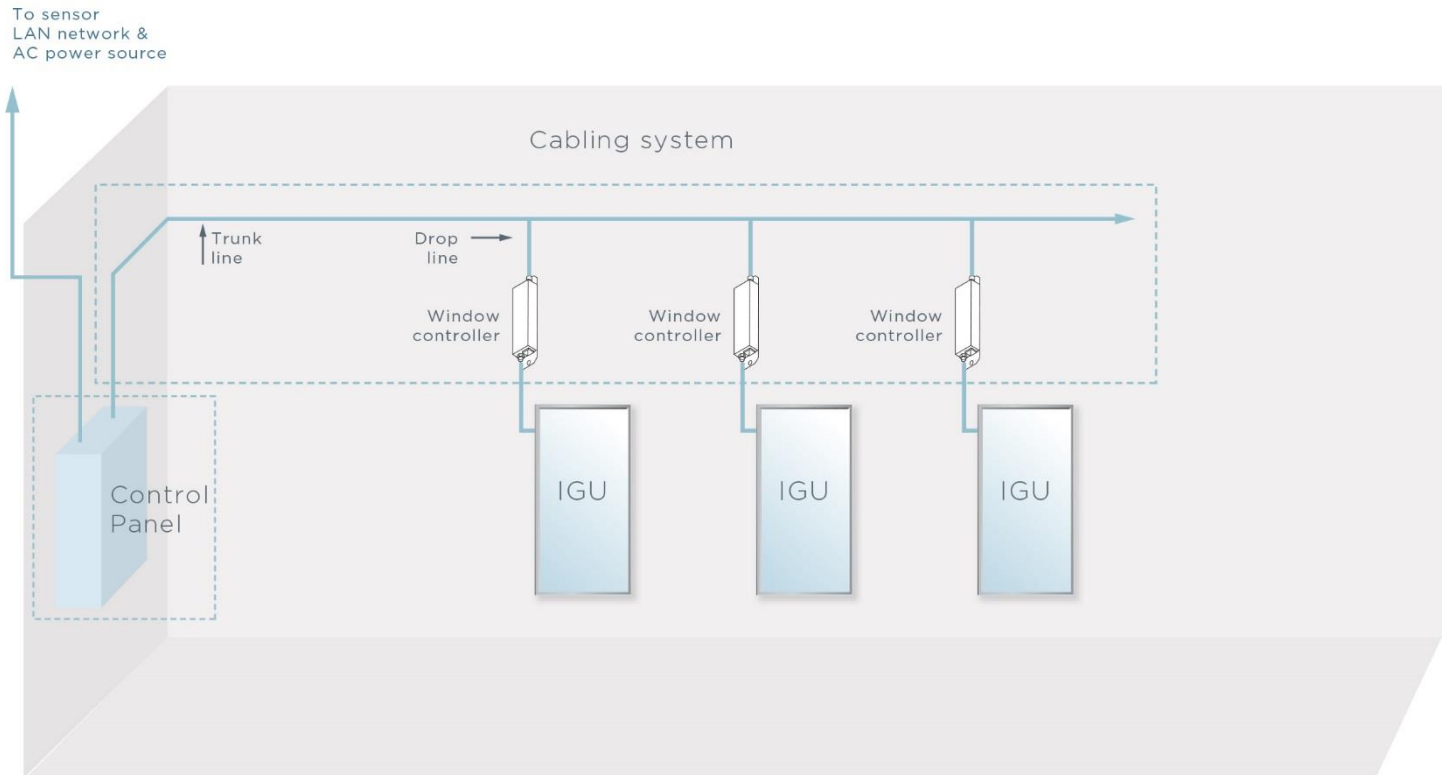 To sensor
LAN network &
AC power source
Cabling system
Trunk
line
Drop
line
Window
controller
Window
controller
Window
controller
Control
Panel
IGU
IGU
IGU